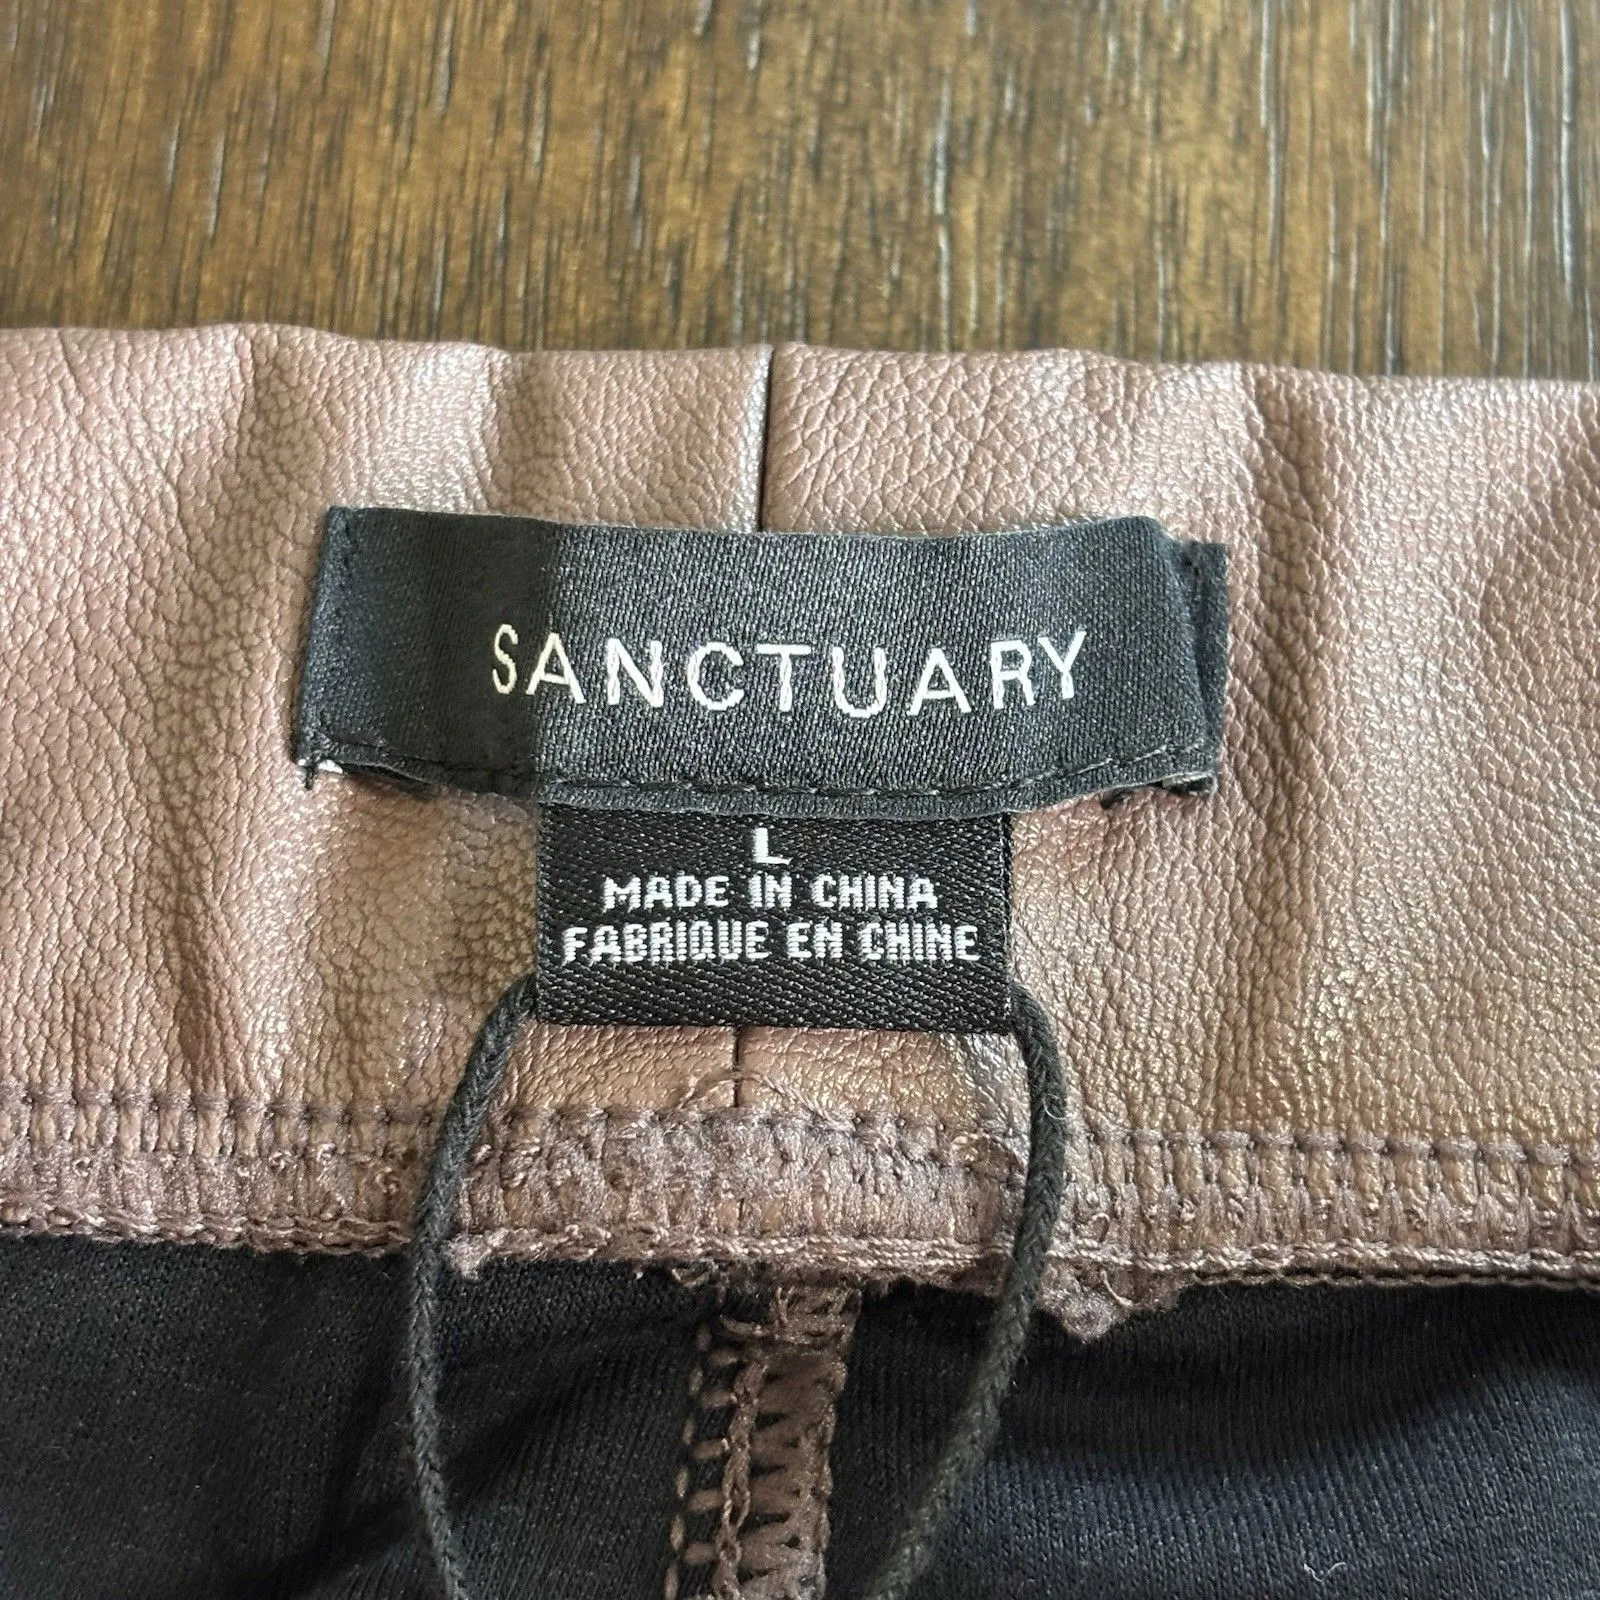 SANCTUARY
L
MADE IN CHINA
FABRIQUE EN CHINE